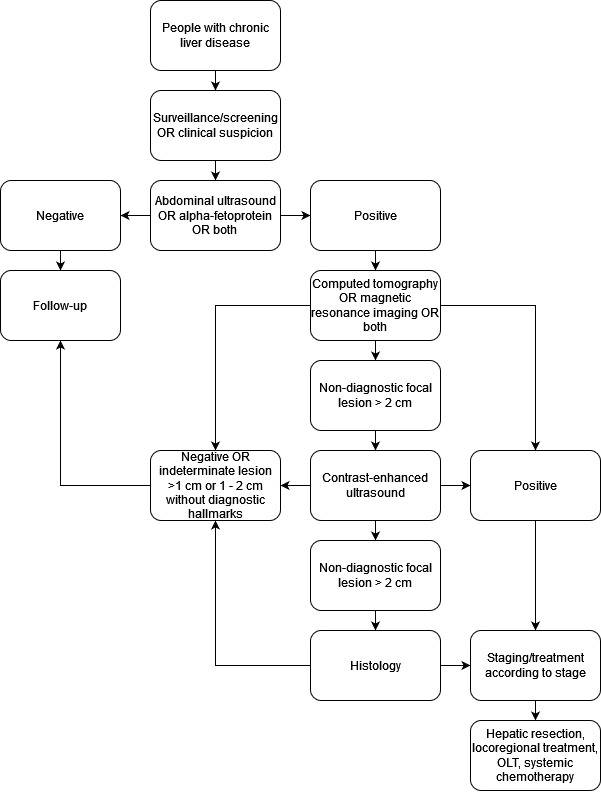 People with chronic
liver disease
Surveillance/screening
OR clinical suspicion
Negative
Abdominal ultrasound
OR alpha-fetoprotein
OR both
Positive
Follow-up
Computed tomography
OR magnetic
resonance imaging OR
both
Non-diagnostic focal
lesion > 2 cm
Negative OR
indeterminate lesion
>1 cm or 1 - 2 cm
without diagnostic
hallmarks
Contrast-enhanced
ultrasound
Positive
Non-diagnostic focal
lesion > 2 cm
Histology
Staging/treatment
according to stage
Hepatic resection,
locoregional treatment,
OLT, systemic
chemotherapy